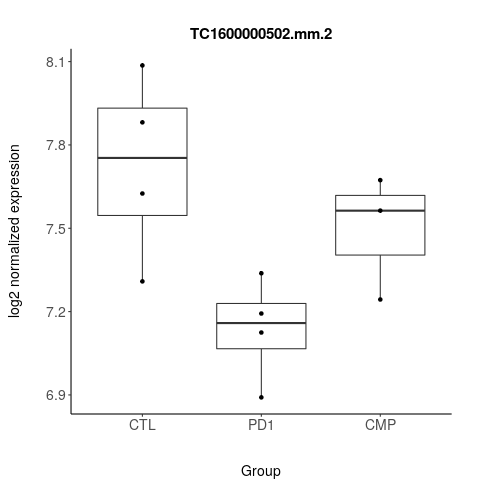 TC1600000502.mm.2
log2 normalized expression
8.1
7.8
7.5
7.2
6.9
CTL
PD1
CMP
Group